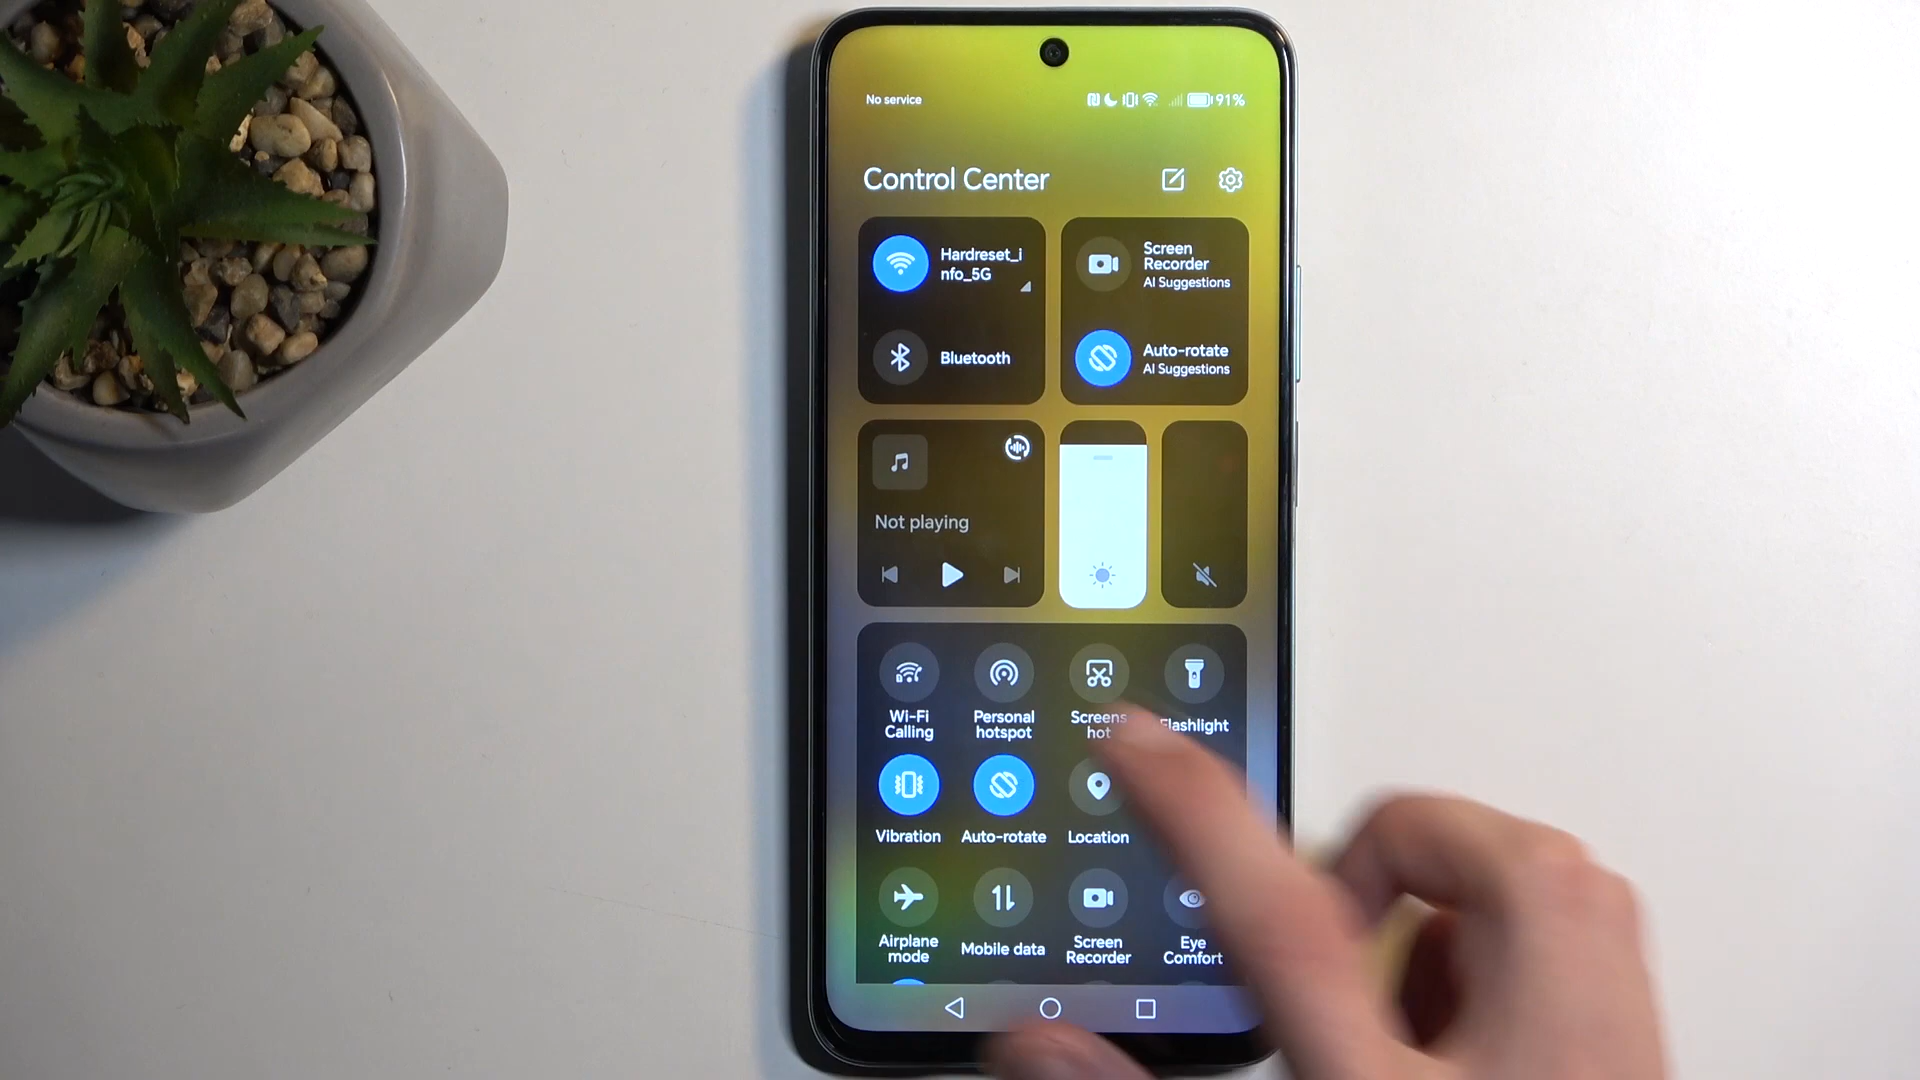 No service
91%
Control Center
Hardreset_i
nfo_5G
Bluetooth
Screen
Recorder
AI Suggestions
Auto-rotate
AI Suggestions
Not playing
Wi-Fi
Calling
Personal
hotspot
Screens
hot
Flashlight
Vibration
Auto-rotate
Location
Airplane
mode
Mobile data
Screen
Recorder
Eye
Comfort